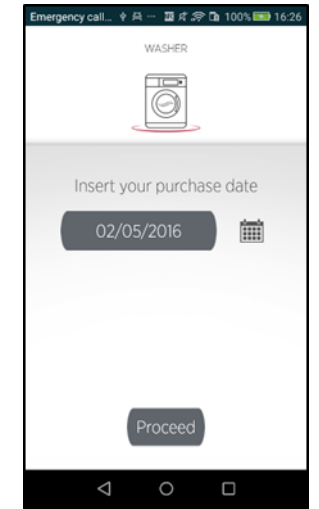 Emergency call... 100% 16:26
WASHER
Insert your purchase date
02/05/2016
Proceed